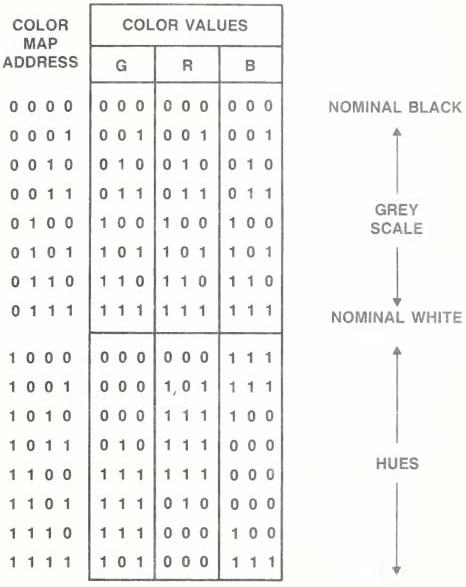 COLOR MAP ADDRESS COLOR VALUES
G R B
0 0 0 0 0 0 0 0 0 0 0 0 0 NOMINAL BLACK
0 0 0 1 0 0 1 0 0 1 0 0 1
0 0 1 0 0 1 0 0 1 0 0 1 0
0 0 1 1 0 1 1 0 1 1 0 1 1
0 1 0 0 1 0 0 1 0 0 1 0 0 GREY SCALE
0 1 0 1 1 0 1 1 0 1 1 0 1
0 1 1 0 1 1 0 1 1 0 1 1 0
0 1 1 1 1 1 1 1 1 1 1 1 1 NOMINAL WHITE
1 0 0 0 0 0 0 0 0 0 1 1 1
1 0 0 1 0 0 0 1 0 1 1 1 1
1 0 1 0 0 0 0 1 1 1 1 0 0
1 0 1 1 0 1 0 1 1 1 0 0 0
1 1 0 0 1 1 1 1 1 1 0 0 0 HUES
1 1 0 1 1 1 1 0 1 0 0 0 0
1 1 1 0 1 1 1 0 0 0 1 0 0
1 1 1 1 1 0 1 0 0 0 1 1 1